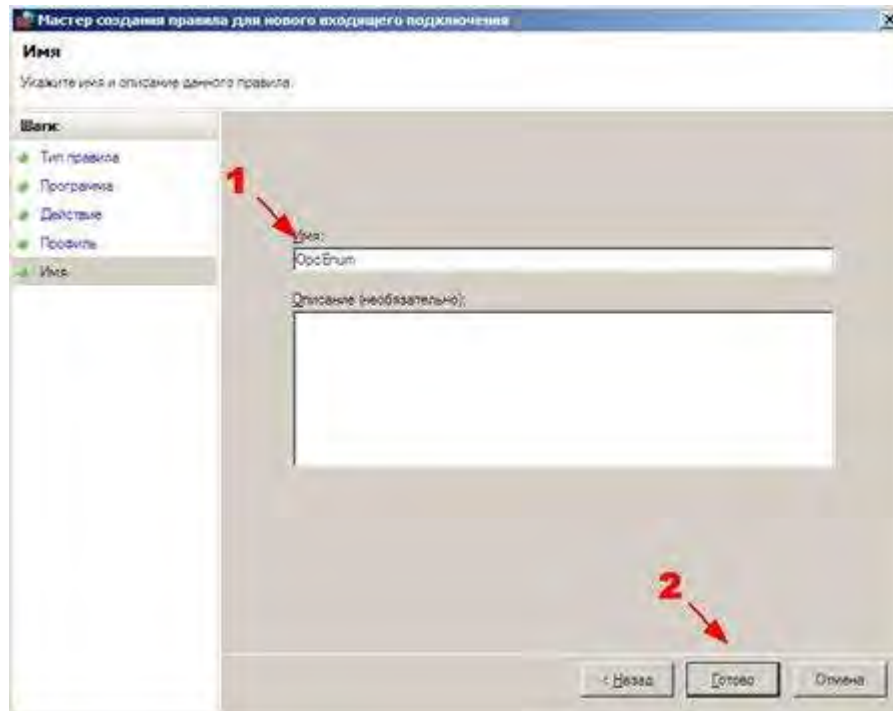 Мастер создания правила для нового входящего подключения
Имя
Укажите имя и описание данного правила.
Шаги:
Тип правила
Программа
Действие
Профиль
Имя
1
Имя:
OpcEnum
Описание (необязательно):
2
< Назад
Готово
Отмена